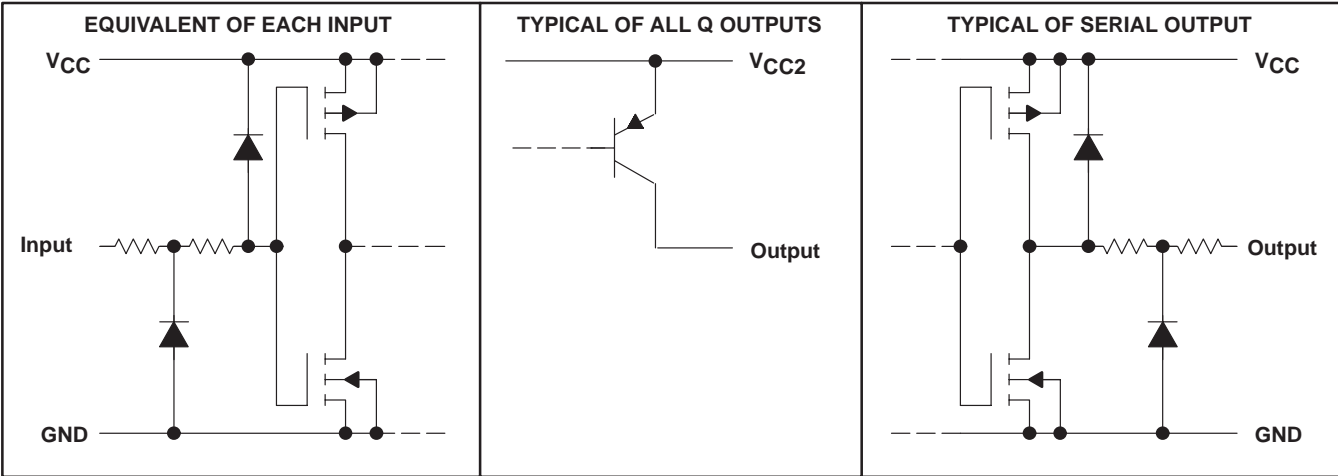 EQUIVALENT OF EACH INPUT
VCC
Input
GND
TYPICAL OF ALL Q OUTPUTS
VCC2
Output
TYPICAL OF SERIAL OUTPUT
VCC
Output
GND